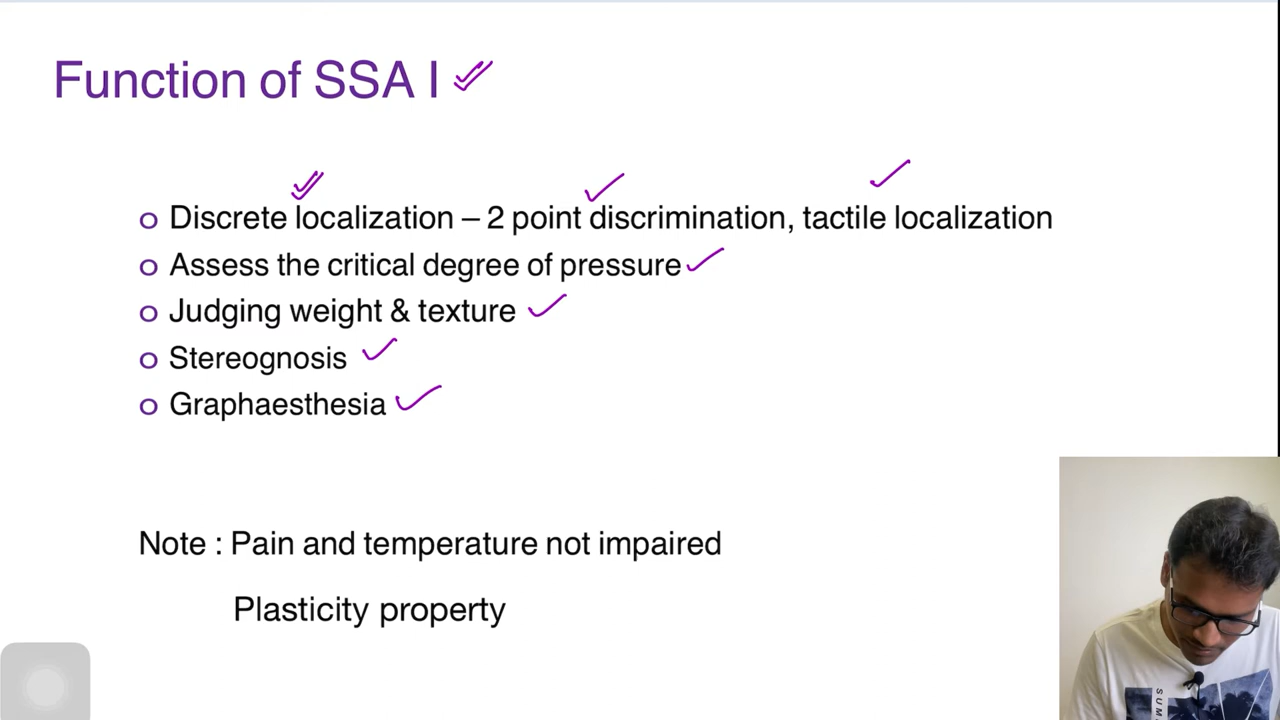 Function of SSA I
o Discrete localization – 2 point discrimination, tactile localization
o Assess the critical degree of pressure
o Judging weight & texture
o Stereognosis
o Graphaesthesia
Note : Pain and temperature not impaired
Plasticity property
SUM